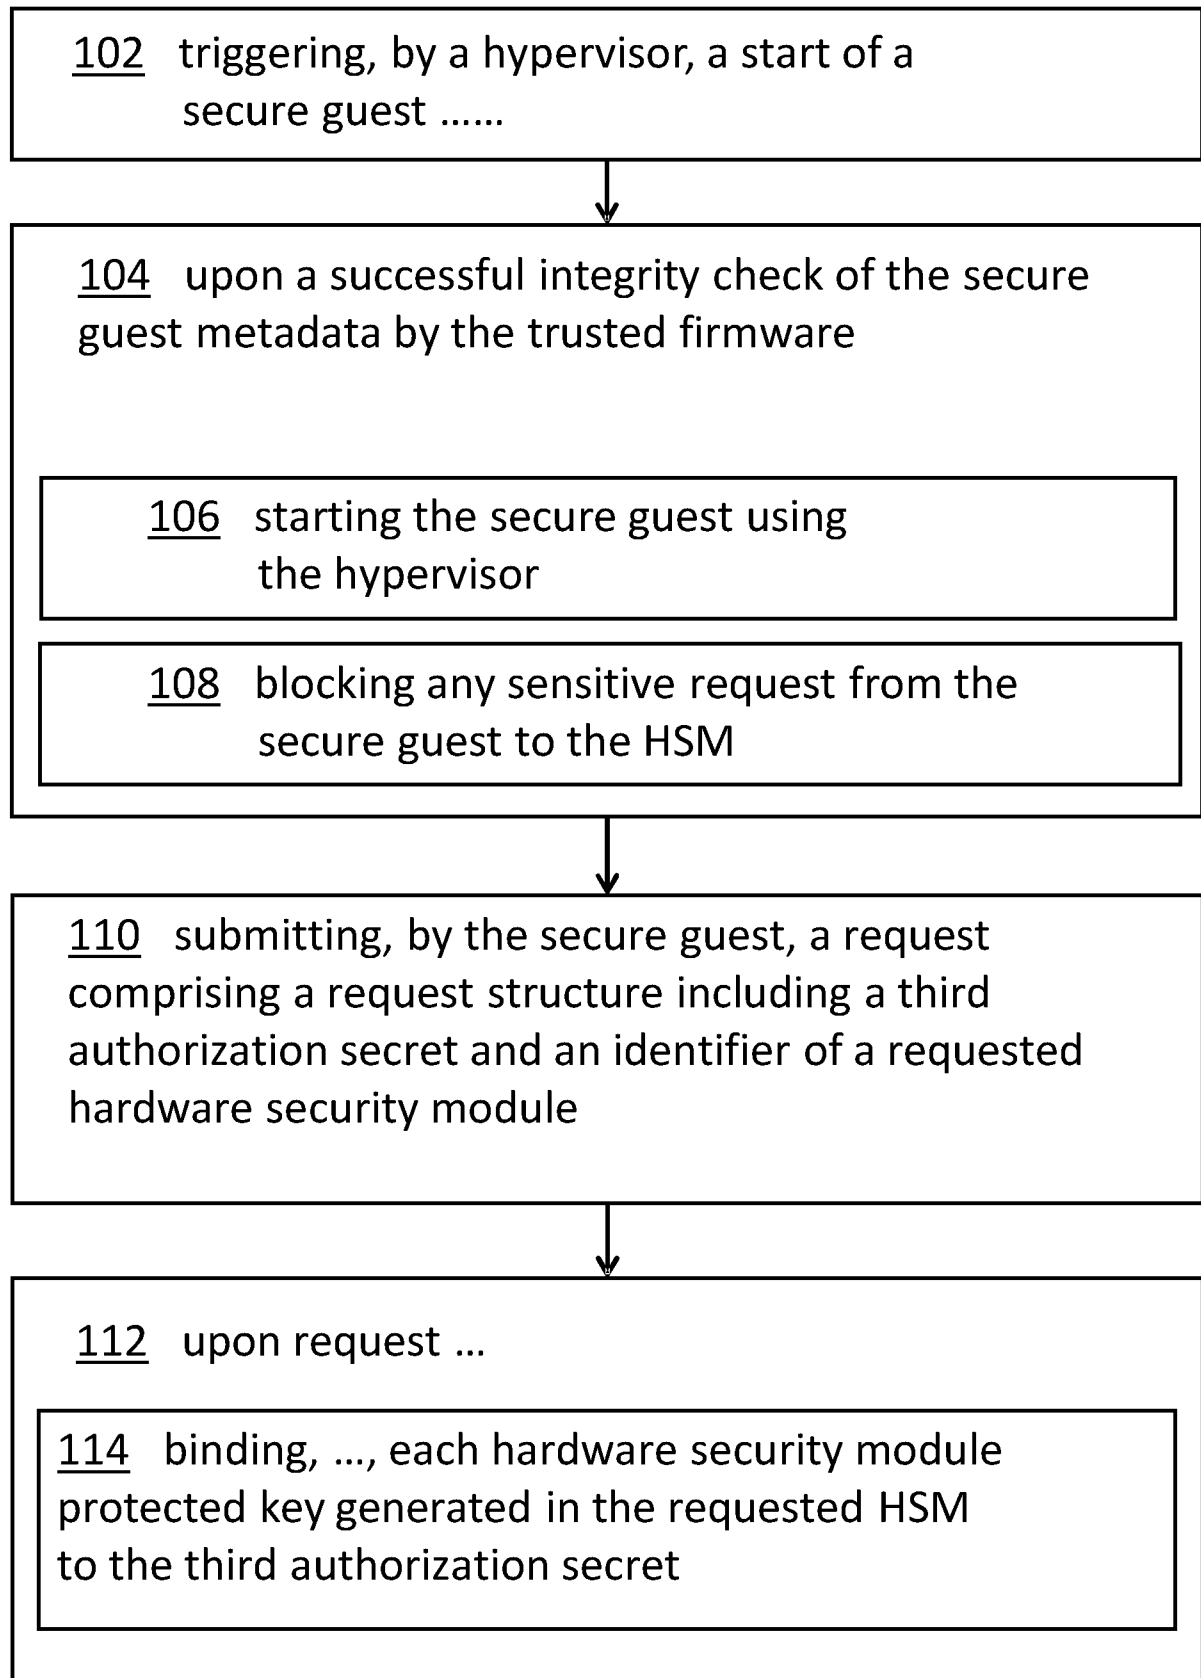 102 triggering, by a hypervisor, a start of a
secure guest ......
104 upon a successful integrity check of the secure
guest metadata by the trusted firmware
106 starting the secure guest using
the hypervisor
108 blocking any sensitive request from the
secure guest to the HSM
110 submitting, by the secure guest, a request
comprising a request structure including a third
authorization secret and an identifier of a requested
hardware security module
112 upon request ...
114 binding, ..., each hardware security module
protected key generated in the requested HSM
to the third authorization secret